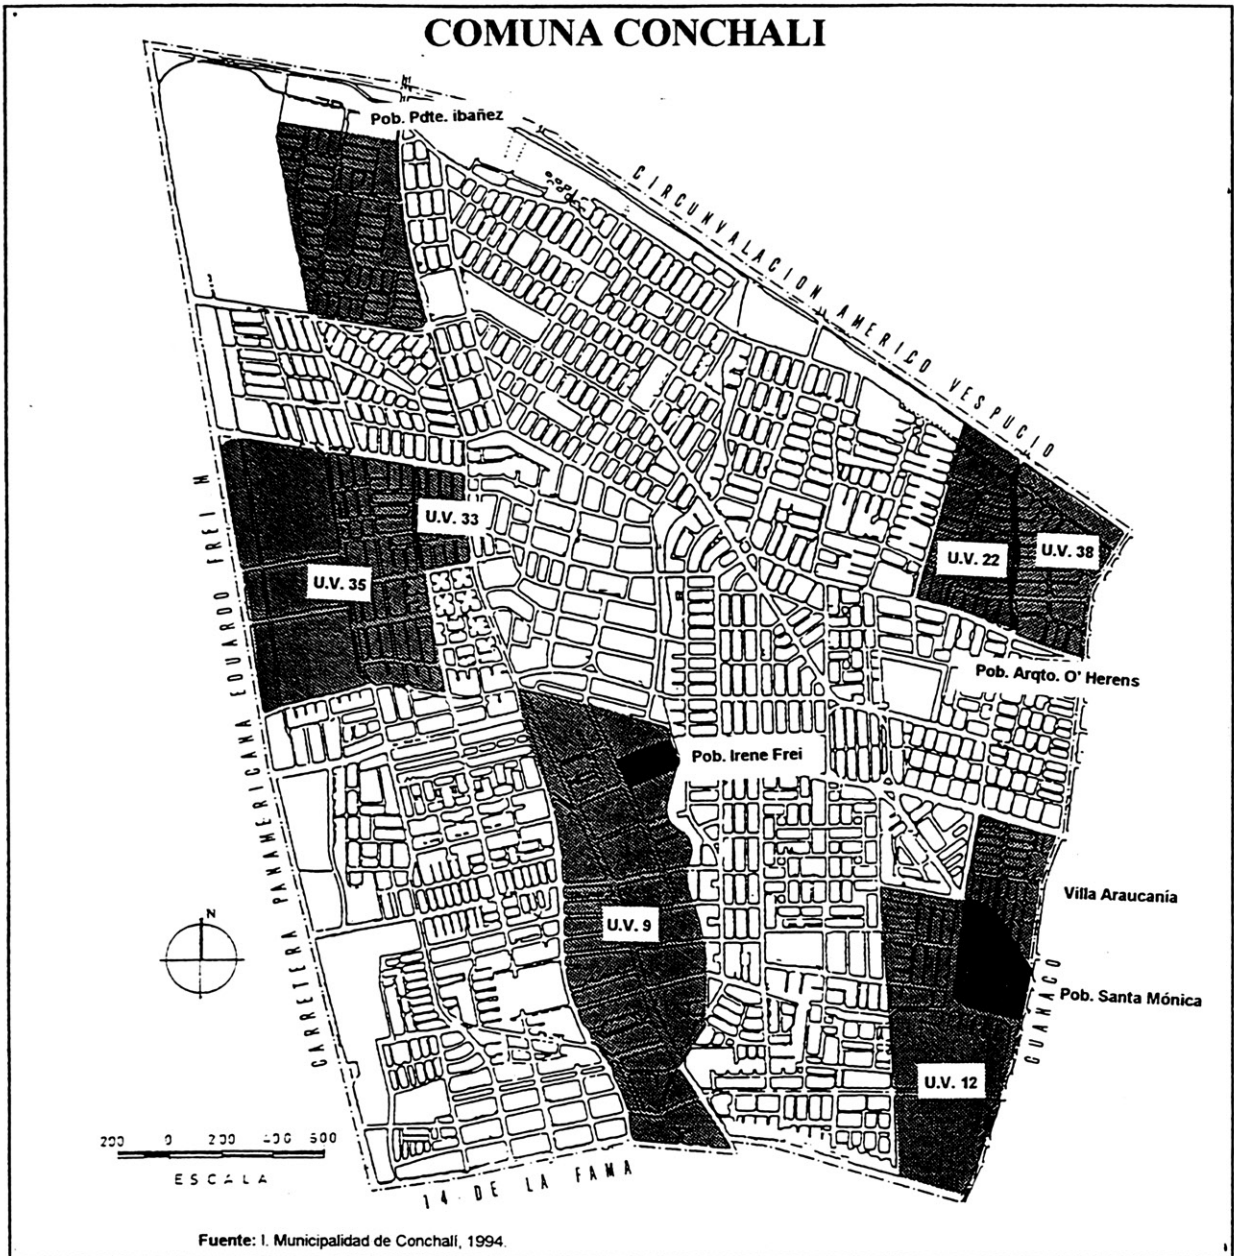 COMUNA CONCHALI
Pob. Pdte. ibañez
CIRCUNVALACION AMERICO VESPUCIO
U.V. 33
U.V. 22
U.V. 38
U.V. 35
CARRETERA PANAMERICANA EDUARDO FREI M
Pob. Arqto. O' Herens
Pob. Irene Frei
Villa Araucanía
U.V. 9
N
Pob. Santa Mónica
GUANACO
U.V. 12
200 0 200 400 600
ESCALA
14 DE LA FAMA
Fuente: I. Municipalidad de Conchalí, 1994.